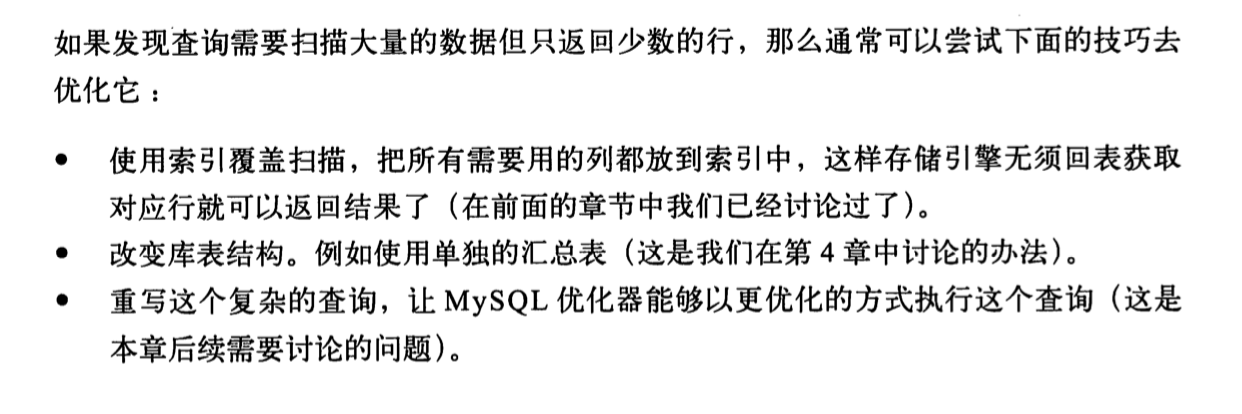 如果发现查询需要扫描大量的数据但只返回少数的行，那么通常可以尝试下面的技巧去
优化它：
• 使用索引覆盖扫描，把所有需要用的列都放到索引中，这样存储引擎无须回表获取
对应行就可以返回结果了（在前面的章节中我们已经讨论过了）。
• 改变库表结构。例如使用单独的汇总表（这是我们在第 4 章中讨论的办法）。
• 重写这个复杂的查询，让 MySQL 优化器能够以更优化的方式执行这个查询（这是
本章后续需要讨论的问题）。